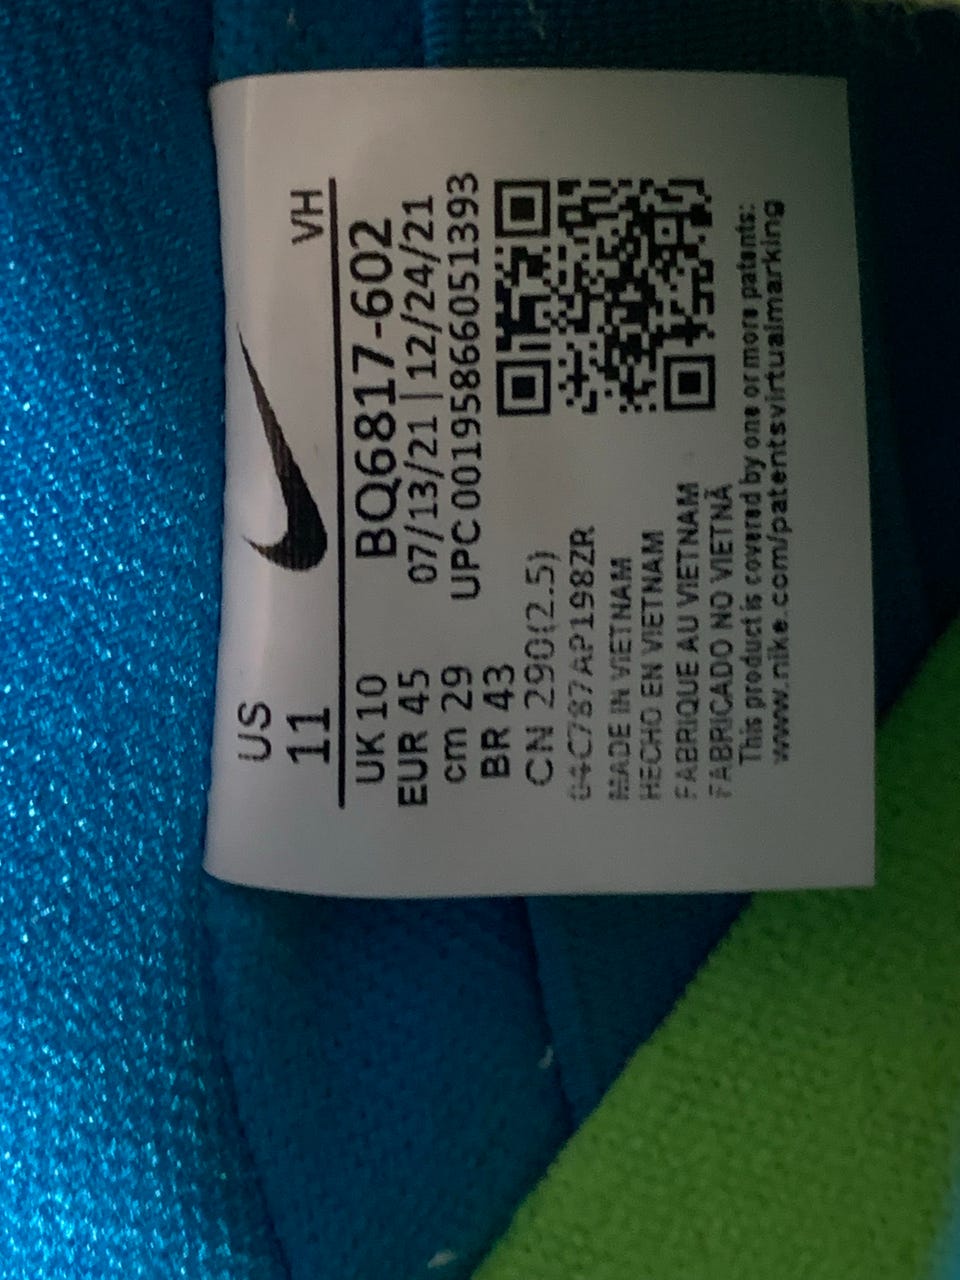 US
11 VH
UK 10 BQ6817-602
EUR 45 07/13/21 | 12/24/21
cm 29 UPC 00195866051393
BR 43
CN 290(2.5)
04C787AP198ZR
MADE IN VIETNAM
HECHO EN VIETNAM
FABRIQUE AU VIETNAM
FABRICADO NO VIETNÃ
This product is covered by one or more patents:
www.nike.com/patentsvirtualmarking